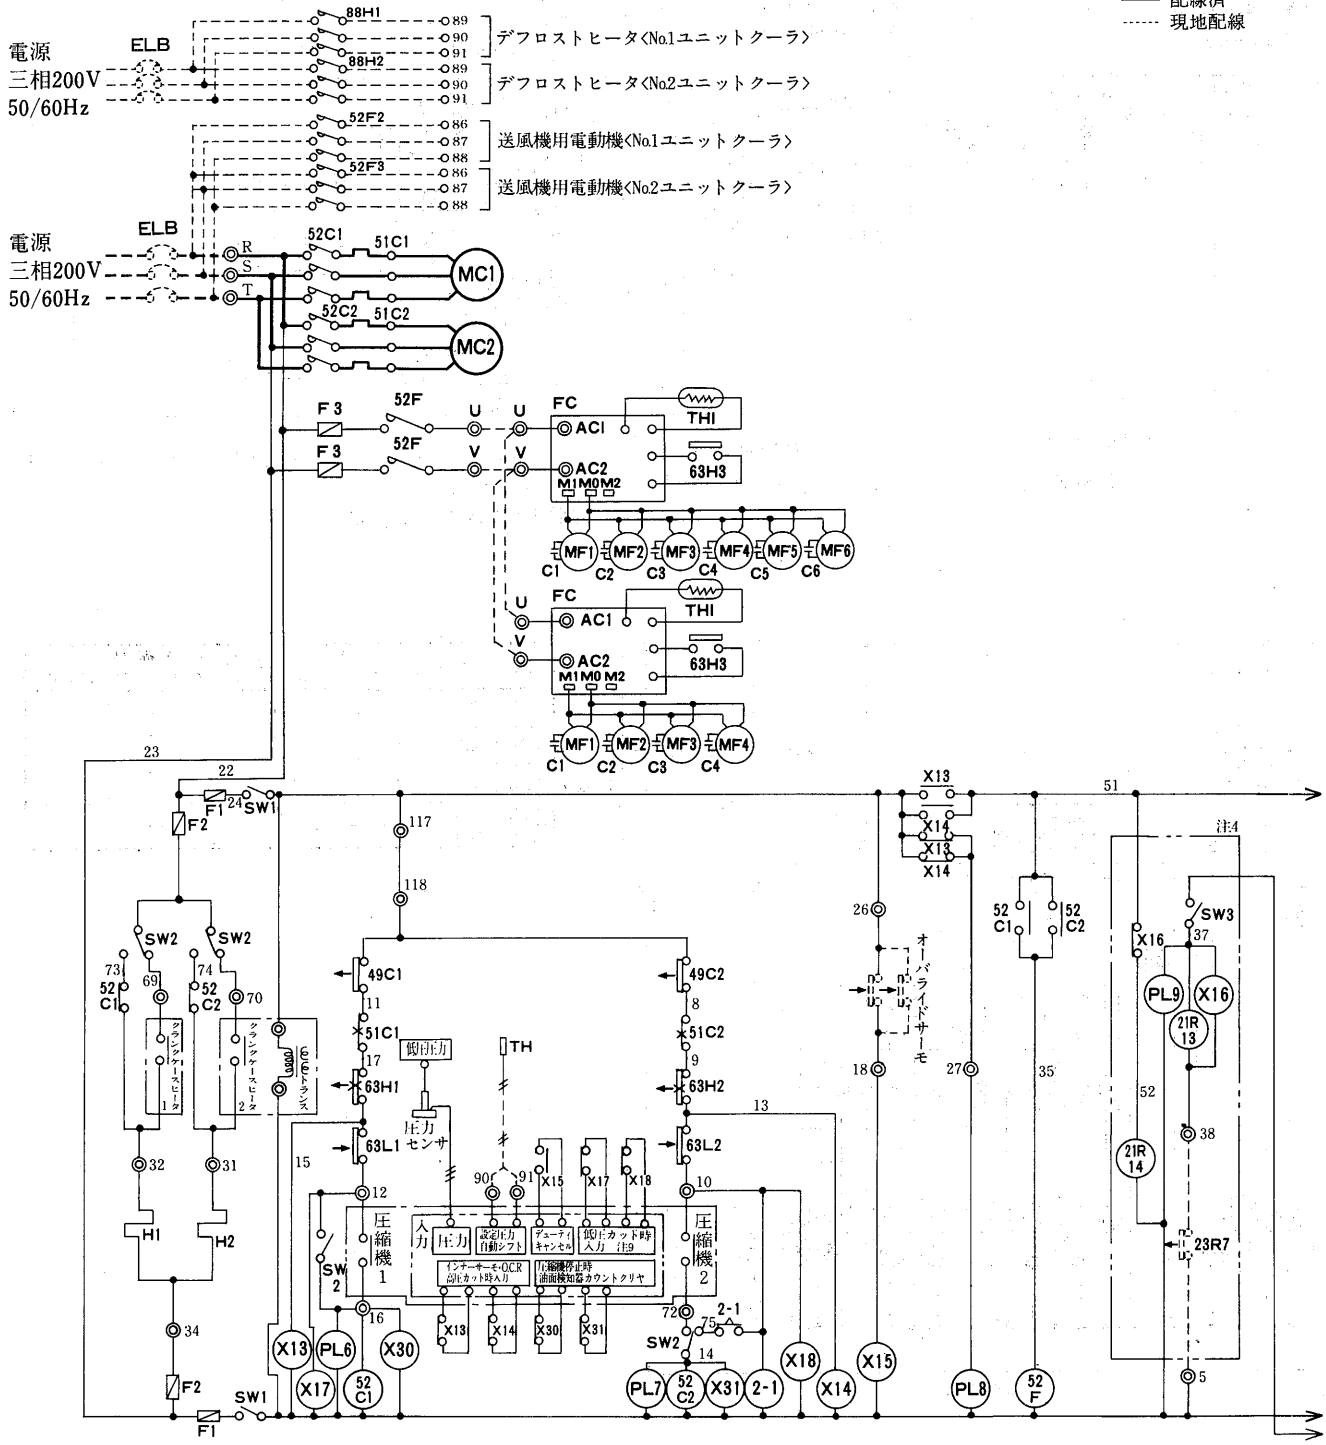 配線済
現地配線
88H1
89
90
91
デフロストヒータ〈No.1ユニットクーラ〉
電源
三相200V
50/60Hz
ELB
88H2
89
90
91
デフロストヒータ〈No.2ユニットクーラ〉
52F2
86
87
88
送風機用電動機〈No.1ユニットクーラ〉
52F3
86
87
88
送風機用電動機〈No.2ユニットクーラ〉
電源
三相200V
50/60Hz
ELB
R
S
T
52C1
51C1
MC1
52C2
51C2
MC2
F3
52F
U
U
FC
AC1
THI
F3
52F
V
V
AC2
63H3
M1 M0 M2
MF1
MF2
MF3
MF4
MF5
MF6
C1
C2
C3
C4
C5
C6
U
FC
AC1
THI
V
AC2
63H3
M1 M0 M2
MF1
MF2
MF3
MF4
C1
C2
C3
C4
23
22
F1
24
SW1
F2
X13
51
X14
X13
X14
注4
117
118
26
オーバライドサーモ
18
27
35
52
C1
52
C2
X16
SW3
37
PL9
21R
13
X16
52
38
21R
14
23R7
5
SW2
SW2
73
69
74
70
52
C1
52
C2
クランクケースヒータ
1
クランクケースヒータ
2
トランス
49C1
11
51C1
17
63H1
63L1
15
12
低圧圧力
圧力
センサ
TH
90
91
X15
X17
X18
49C2
8
51C2
9
63H2
13
63L2
10
32
31
H1
H2
34
F2
F1
SW1
SW
2
圧縮機
1
入力
圧力
設定圧力
自動シフト
デューティ
キャンセル
低圧カット時
入力 注9
インナーサーモ・O.C.R
高圧カット時入力
圧縮機停止時
油面検知器カウントクリヤ
圧縮機
2
16
X13
X14
X30
X31
72
SW2
75
2-1
14
X13
X17
PL6
52
C1
X30
PL7
52
C2
X31
2-1
X18
X14
X15
PL8
52
F